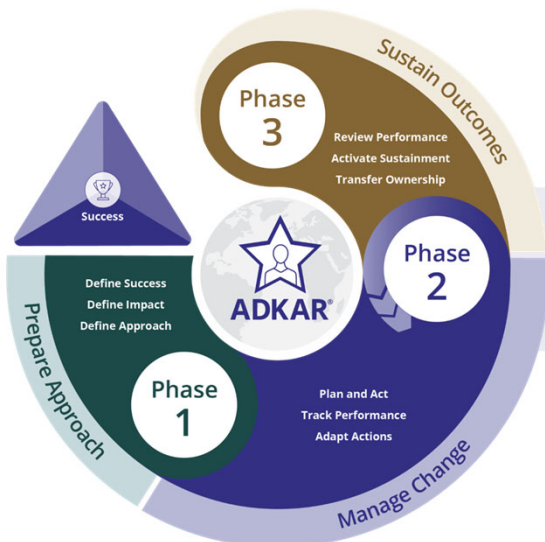 Success
Prepare Approach
Define Success
Define Impact
Define Approach
Phase
1
Manage Change
Phase
2
Plan and Act
Track Performance
Adapt Actions
Sustain Outcomes
Phase
3
Review Performance
Activate Sustainment
Transfer Ownership
ADKAR®